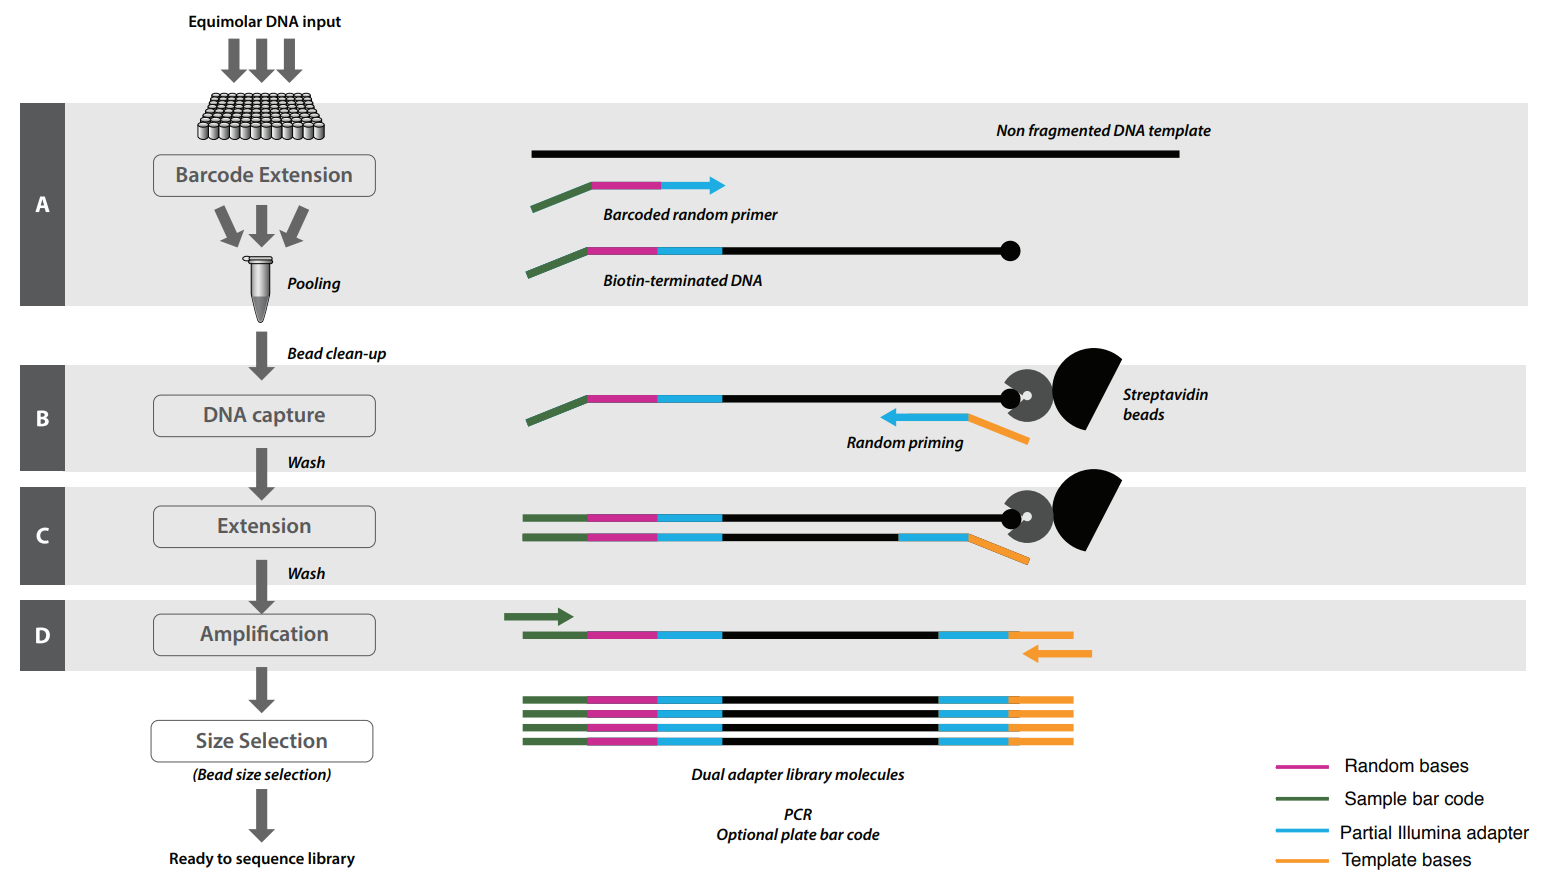 Equimolar DNA input
A
Barcode Extension
Pooling
Non fragmented DNA template
Barcoded random primer
Biotin-terminated DNA
Bead clean-up
B
DNA capture
Streptavidin
beads
Random priming
Wash
C
Extension
Wash
D
Amplification
Size Selection
(Bead size selection)
Dual adapter library molecules
PCR
Optional plate bar code
Ready to sequence library
Random bases
Sample bar code
Partial Illumina adapter
Template bases